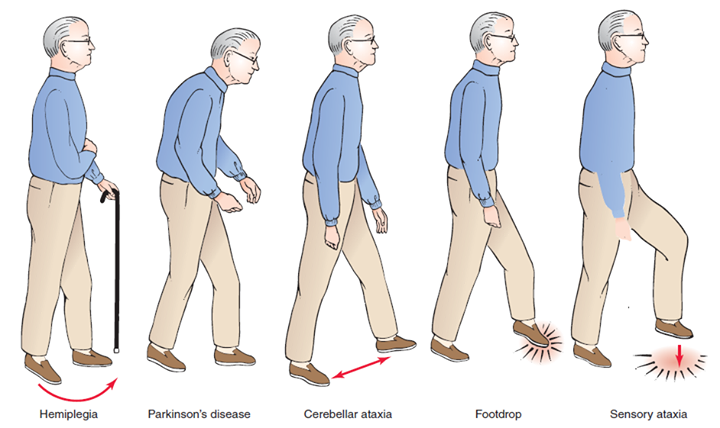 Hemiplegia
Parkinson's disease
Cerebellar ataxia
Footdrop
Sensory ataxia